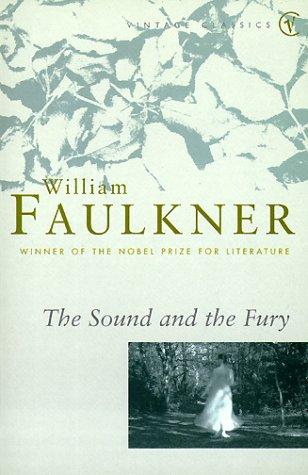 VINTAGE CLASSICS
William
FAULKNER
WINNER OF THE NOBEL PRIZE FOR LITERATURE
The Sound and the Fury